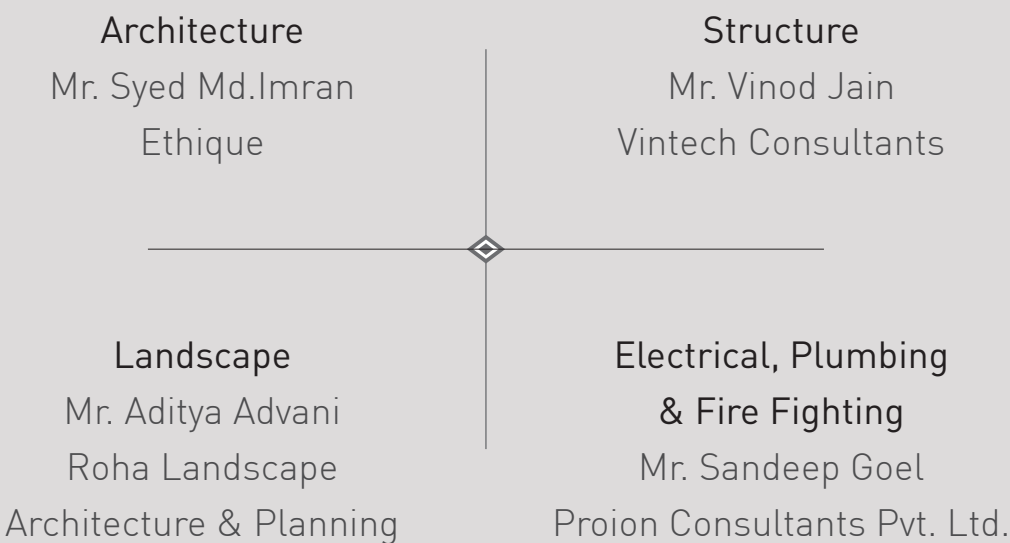 Architecture
Mr. Syed Md.Imran
Ethique
Structure
Mr. Vinod Jain
Vintech Consultants
Landscape
Mr. Aditya Advani
Roha Landscape
Architecture & Planning
Electrical, Plumbing
& Fire Fighting
Mr. Sandeep Goel
Proion Consultants Pvt. Ltd.